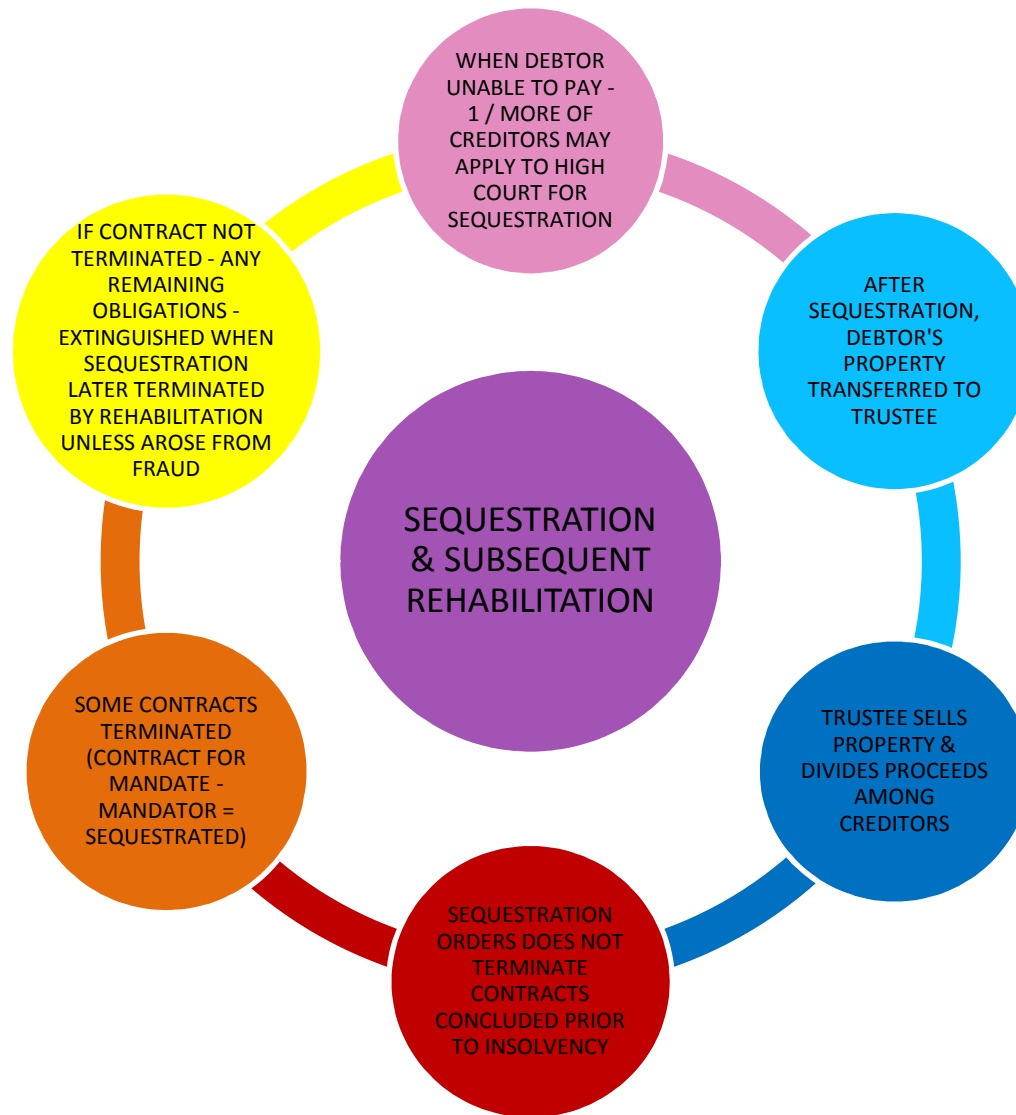 WHEN DEBTOR
UNABLE TO PAY -
1 / MORE OF
CREDITORS MAY
APPLY TO HIGH
COURT FOR
SEQUESTRATION
AFTER
SEQUESTRATION,
DEBTOR'S
PROPERTY
TRANSFERRED TO
TRUSTEE
TRUSTEE SELLS
PROPERTY &
DIVIDES PROCEEDS
AMONG
CREDITORS
SEQUESTRATION
ORDERS DOES NOT
TERMINATE
CONTRACTS
CONCLUDED PRIOR
TO INSOLVENCY
SOME CONTRACTS
TERMINATED
(CONTRACT FOR
MANDATE -
MANDATOR =
SEQUESTRATED)
IF CONTRACT NOT
TERMINATED - ANY
REMAINING
OBLIGATIONS -
EXTINGUISHED WHEN
SEQUESTRATION
LATER TERMINATED
BY REHABILITATION
UNLESS AROSE FROM
FRAUD
SEQUESTRATION
& SUBSEQUENT
REHABILITATION